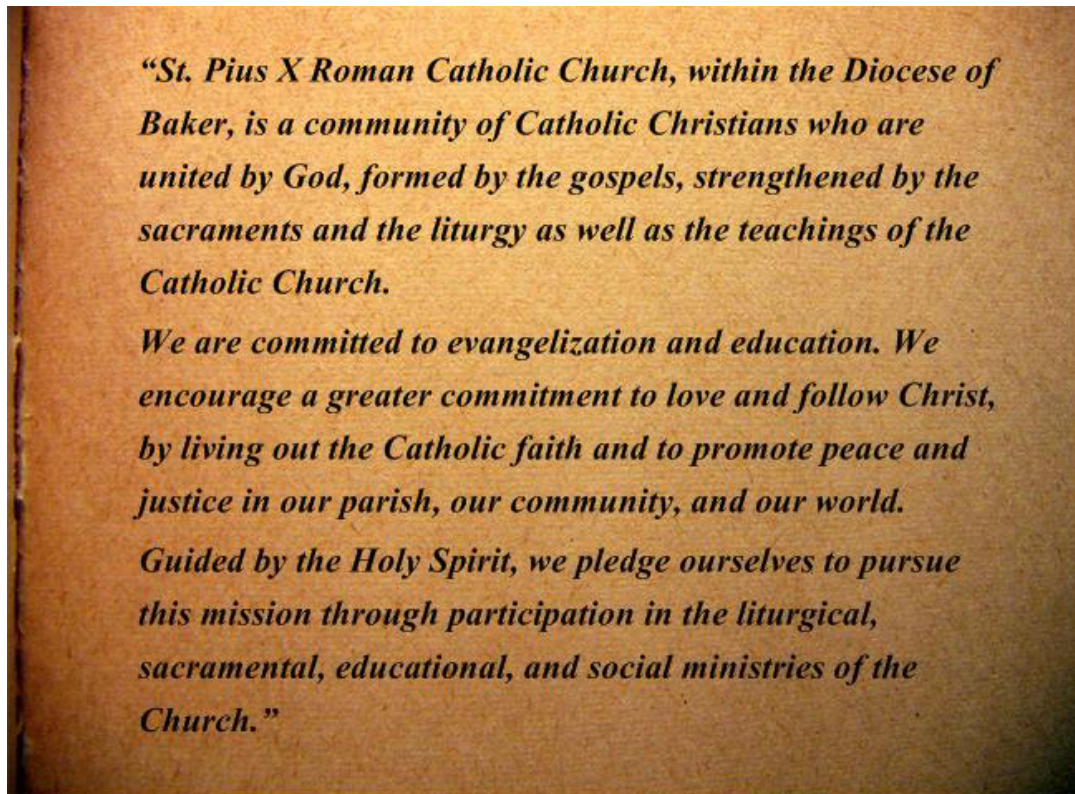 “St. Pius X Roman Catholic Church, within the Diocese of
Baker, is a community of Catholic Christians who are
united by God, formed by the gospels, strengthened by the
sacraments and the liturgy as well as the teachings of the
Catholic Church.
We are committed to evangelization and education. We
encourage a greater commitment to love and follow Christ,
by living out the Catholic faith and to promote peace and
justice in our parish, our community, and our world.
Guided by the Holy Spirit, we pledge ourselves to pursue
this mission through participation in the liturgical,
sacramental, educational, and social ministries of the
Church.”